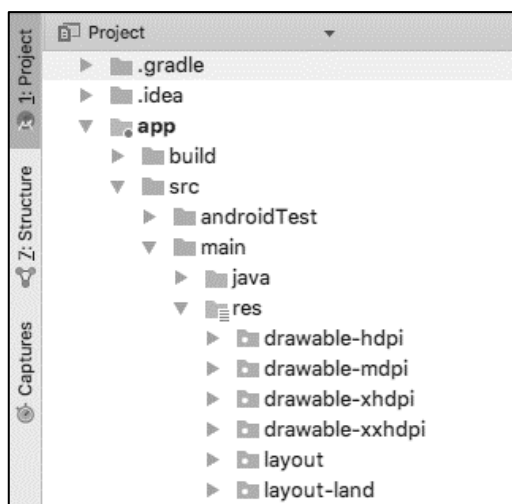 Project
.gradle
.idea
app
build
src
androidTest
main
java
res
drawable-hdpi
drawable-mdpi
drawable-xhdpi
drawable-xxhdpi
layout
layout-land
1: Project
Z: Structure
Captures